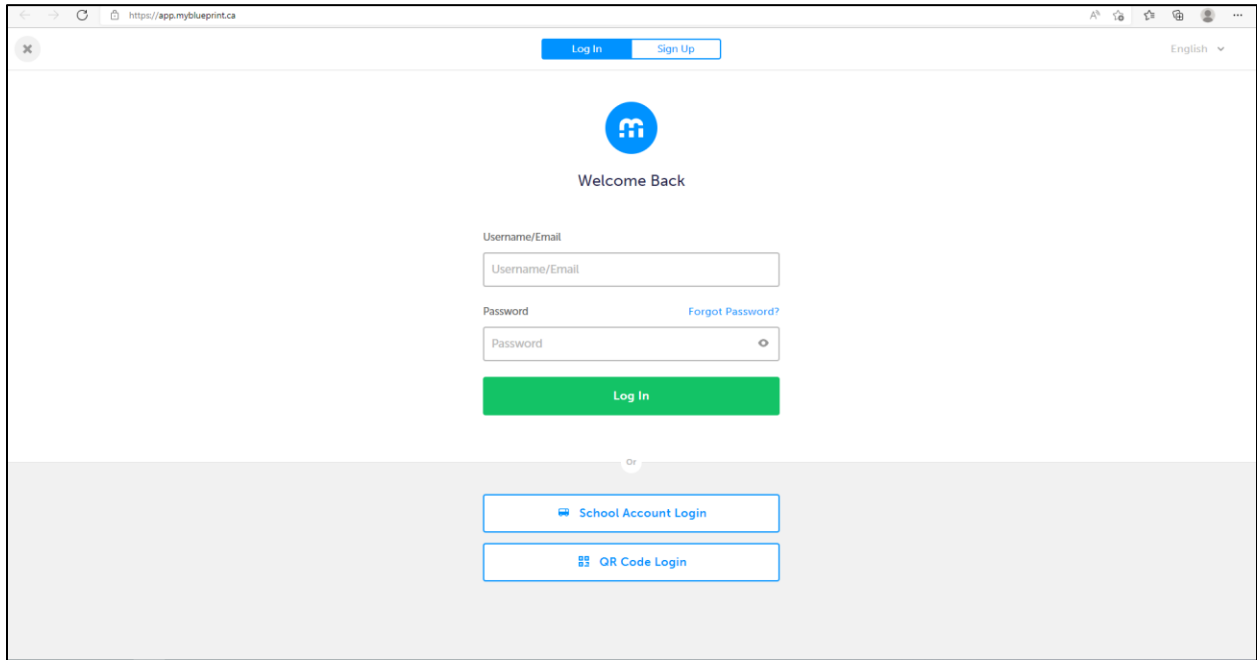 https://app.myblueprint.ca
Log In Sign Up English
Welcome Back
Username/Email
Username/Email
Password Forgot Password?
Password
Log In
Or
School Account Login
QR Code Login